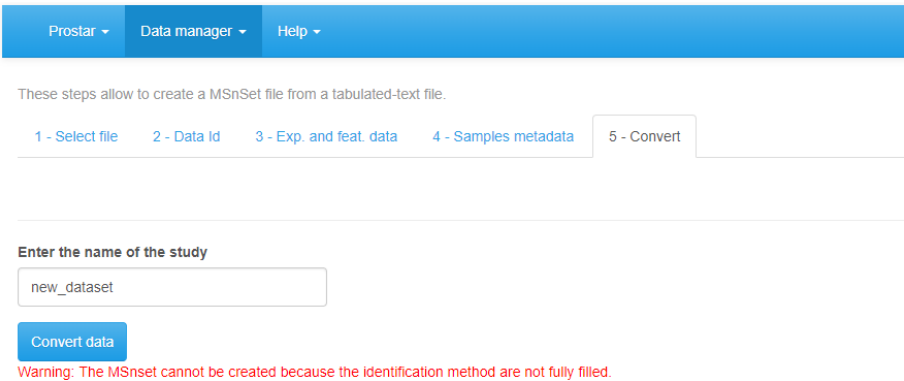 Prostar Data manager Help
These steps allow to create a MSnSet file from a tabulated-text file.
1 - Select file 2 - Data Id 3 - Exp. and feat. data 4 - Samples metadata 5 - Convert
Enter the name of the study
new_dataset
Convert data
Warning: The MSnset cannot be created because the identification method are not fully filled.